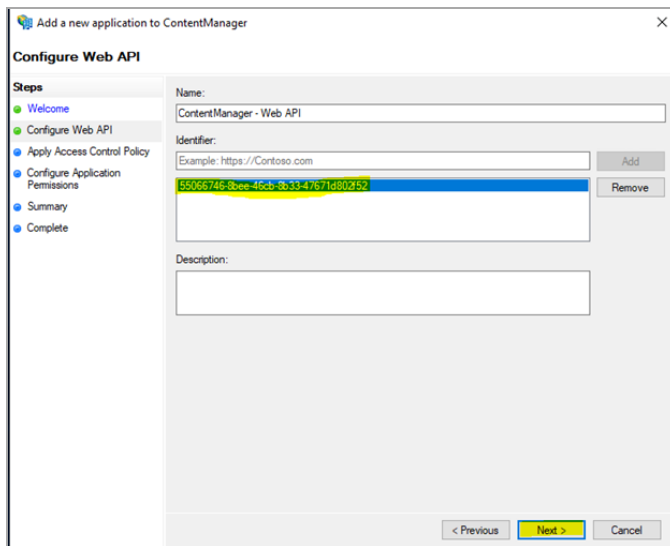 Add a new application to ContentManager
Configure Web API
Steps
Welcome
Configure Web API
Apply Access Control Policy
Configure Application
Permissions
Summary
Complete
Name:
ContentManager - Web API
Identifier:
Example: https://Contoso.com
Add
55066746-8bee-46cb-8b33-47671d802f52
Remove
Description:
< Previous
Next >
Cancel